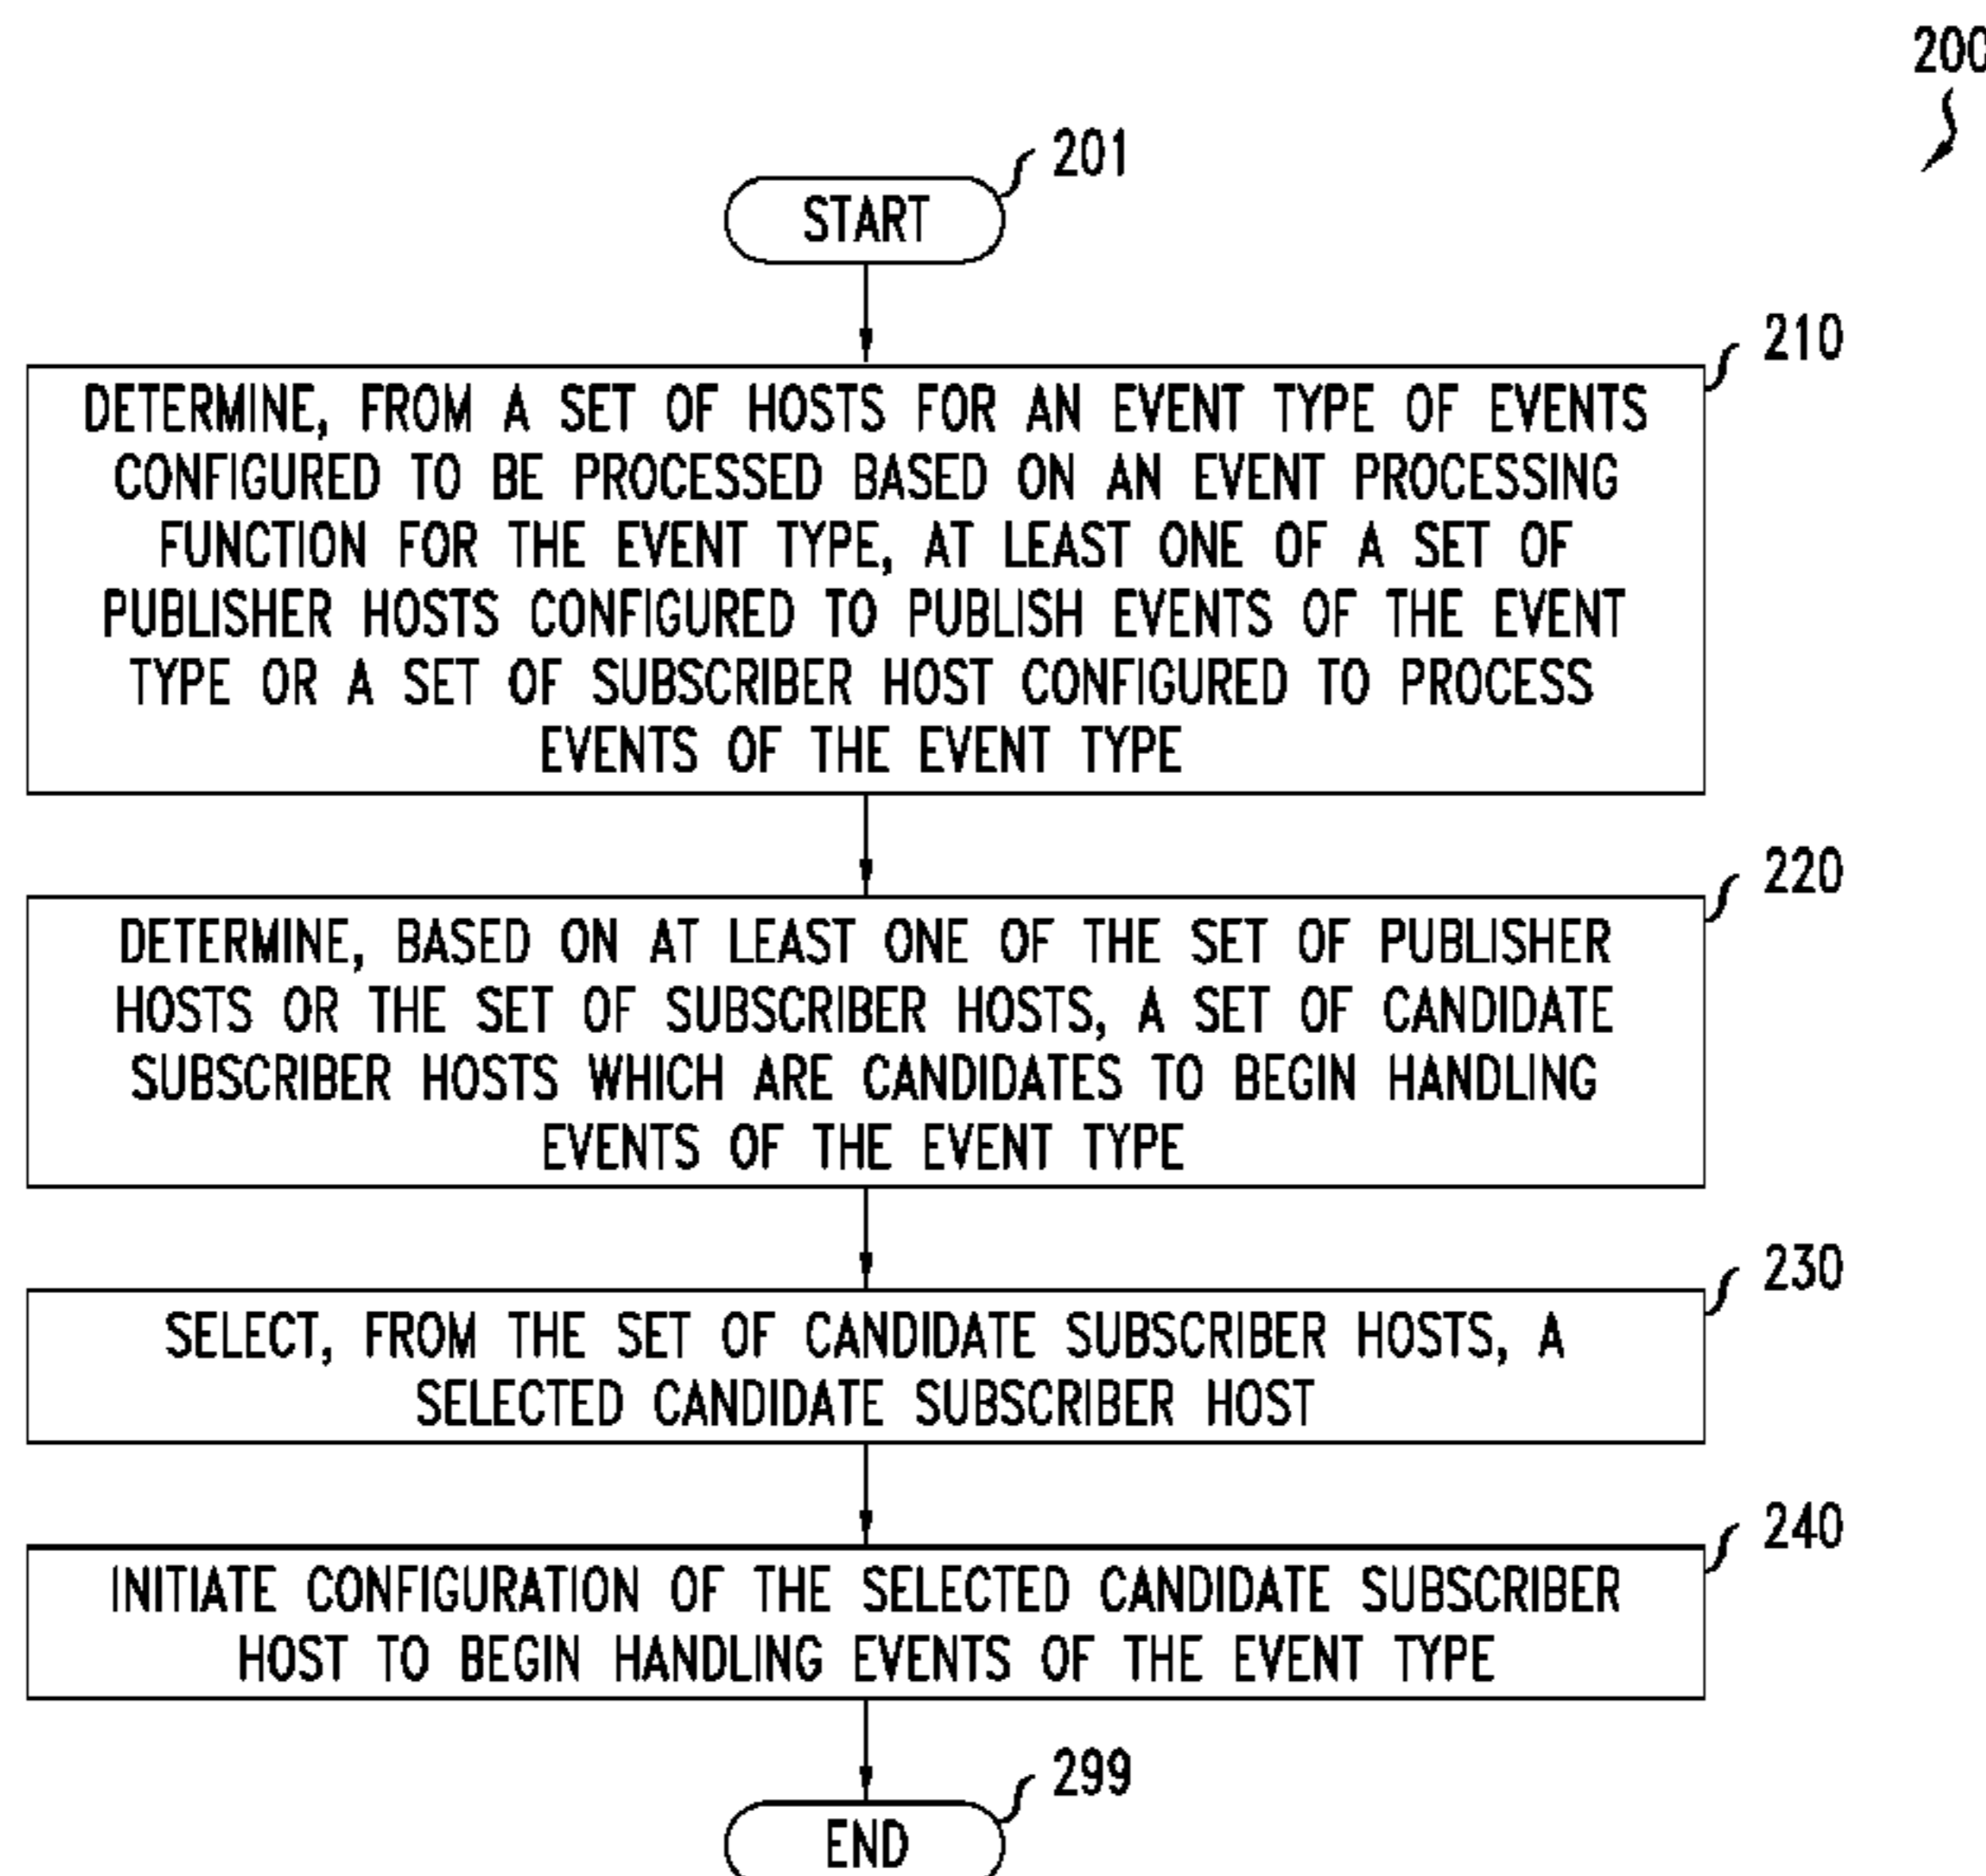 200
201
START
210
DETERMINE, FROM A SET OF HOSTS FOR AN EVENT TYPE OF EVENTS
CONFIGURED TO BE PROCESSED BASED ON AN EVENT PROCESSING
FUNCTION FOR THE EVENT TYPE, AT LEAST ONE OF A SET OF
PUBLISHER HOSTS CONFIGURED TO PUBLISH EVENTS OF THE EVENT
TYPE OR A SET OF SUBSCRIBER HOST CONFIGURED TO PROCESS
EVENTS OF THE EVENT TYPE
220
DETERMINE, BASED ON AT LEAST ONE OF THE SET OF PUBLISHER
HOSTS OR THE SET OF SUBSCRIBER HOSTS, A SET OF CANDIDATE
SUBSCRIBER HOSTS WHICH ARE CANDIDATES TO BEGIN HANDLING
EVENTS OF THE EVENT TYPE
230
SELECT, FROM THE SET OF CANDIDATE SUBSCRIBER HOSTS, A
SELECTED CANDIDATE SUBSCRIBER HOST
240
INITIATE CONFIGURATION OF THE SELECTED CANDIDATE SUBSCRIBER
HOST TO BEGIN HANDLING EVENTS OF THE EVENT TYPE
299
END